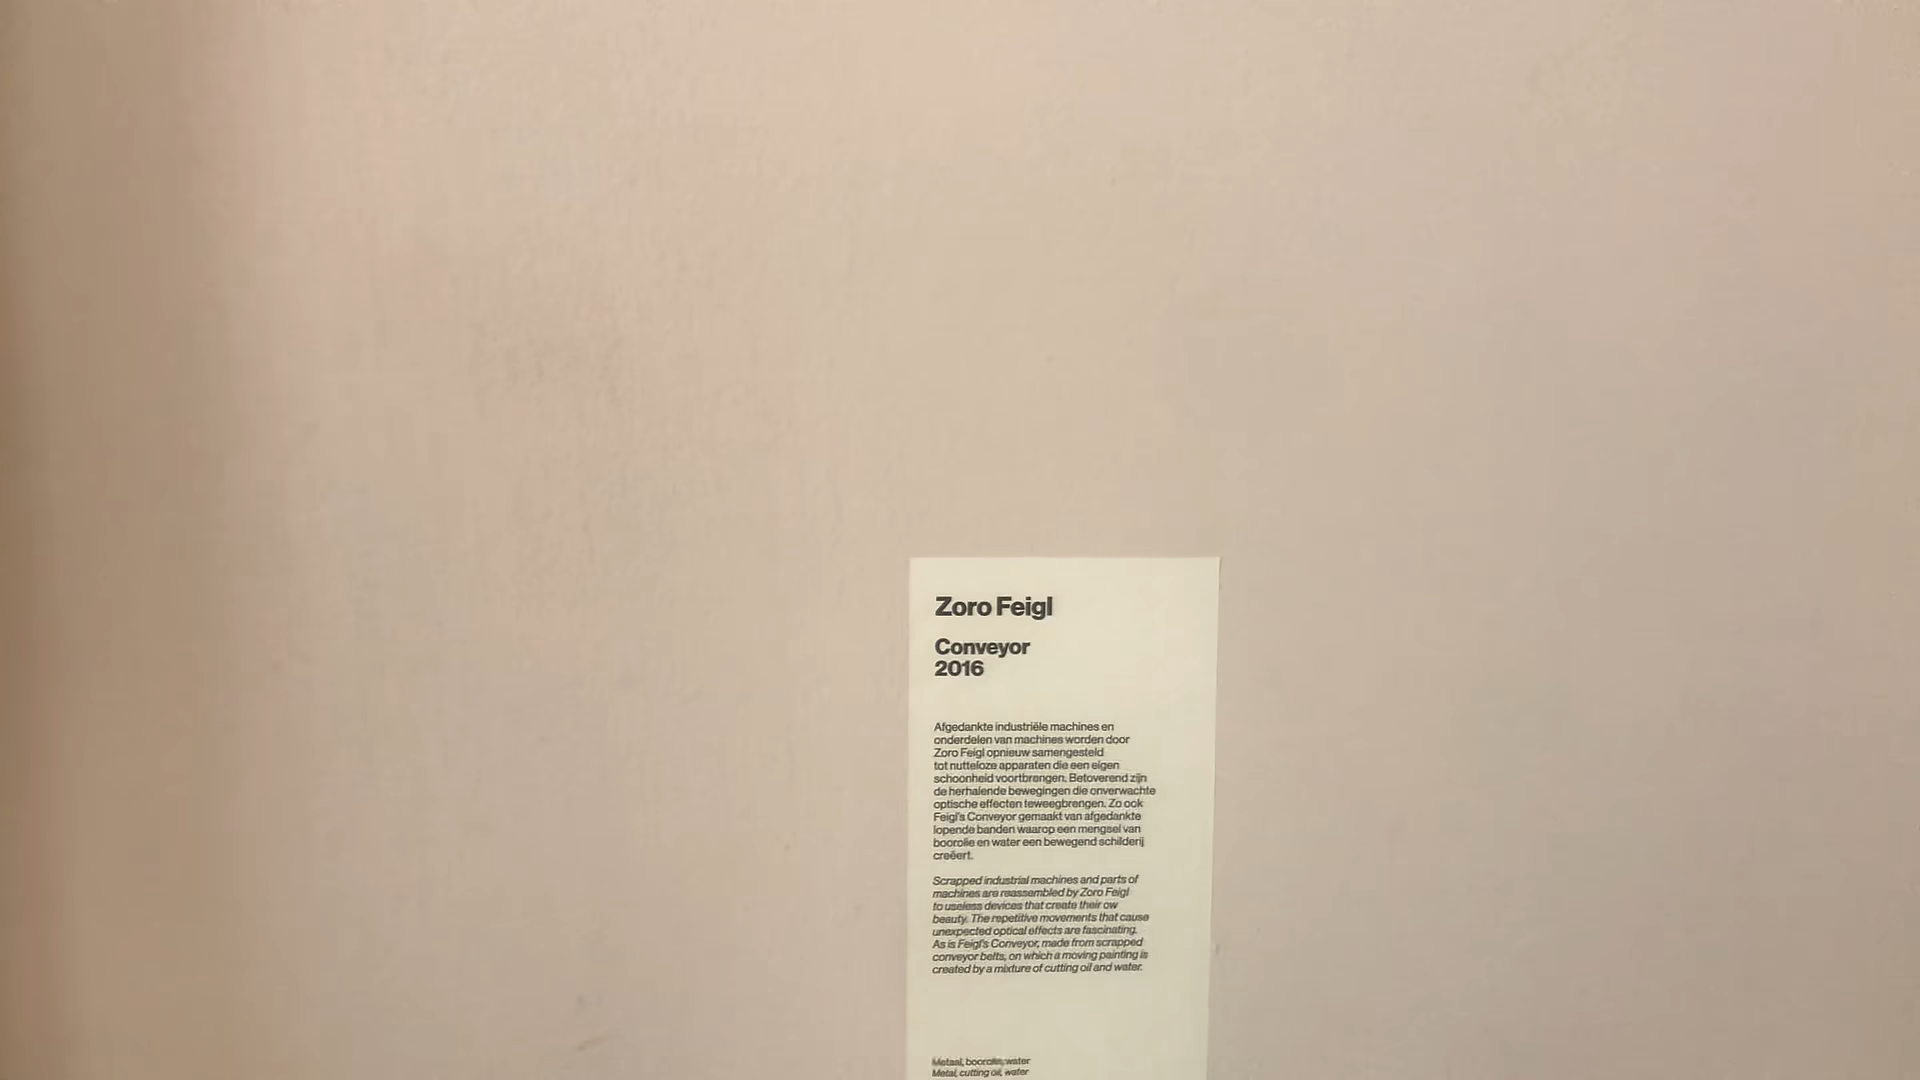 Zoro Feigl
Conveyor
2016
Afgedankte industriële machines en
onderdelen van machines worden door
Zoro Feigl opnieuw samengesteld
tot nutteloze apparaten die een eigen
schoonheid voortbrengen. Betoverend zijn
de herhalende bewegingen die onverwachte
optische effecten teweegbrengen. Zo ook
Feigl's Conveyor gemaakt van afgedankte
lopende banden waarop een mengsel van
boorolie en water een bewegend schilderij
creëert.
Scrapped industrial machines and parts of
machines are reassembled by Zoro Feigl
to useless devices that create their ow
beauty. The repetitive movements that cause
unexpected optical effects are fascinating.
As is Feigl's Conveyor, made from scrapped
conveyor belts, on which a moving painting is
created by a mixture of cutting oil and water.
Metaal, boorolie, water
Metal, cutting oil, water